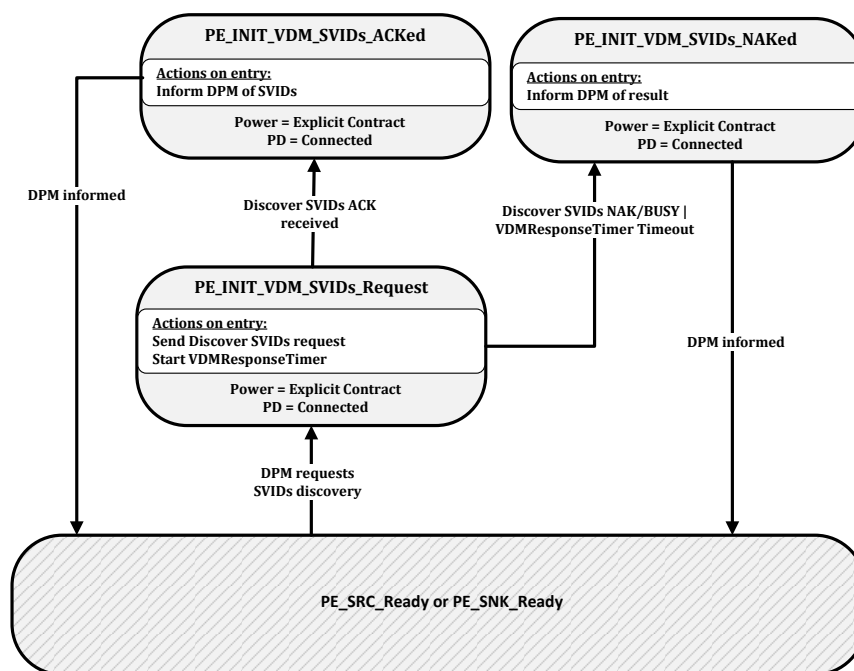 PE_INIT_VDM_SVIDs_ACKed
Actions on entry:
Inform DPM of SVIDs
Power = Explicit Contract
PD = Connected
PE_INIT_VDM_SVIDs_NAKed
Actions on entry:
Inform DPM of result
Power = Explicit Contract
PD = Connected
DPM informed
Discover SVIDs ACK
received
Discover SVIDs NAK/BUSY |
VDMResponseTimer Timeout
PE_INIT_VDM_SVIDs_Request
Actions on entry:
Send Discover SVIDs request
Start VDMResponseTimer
Power = Explicit Contract
PD = Connected
DPM informed
DPM requests
SVIDs discovery
PE_SRC_Ready or PE_SNK_Ready